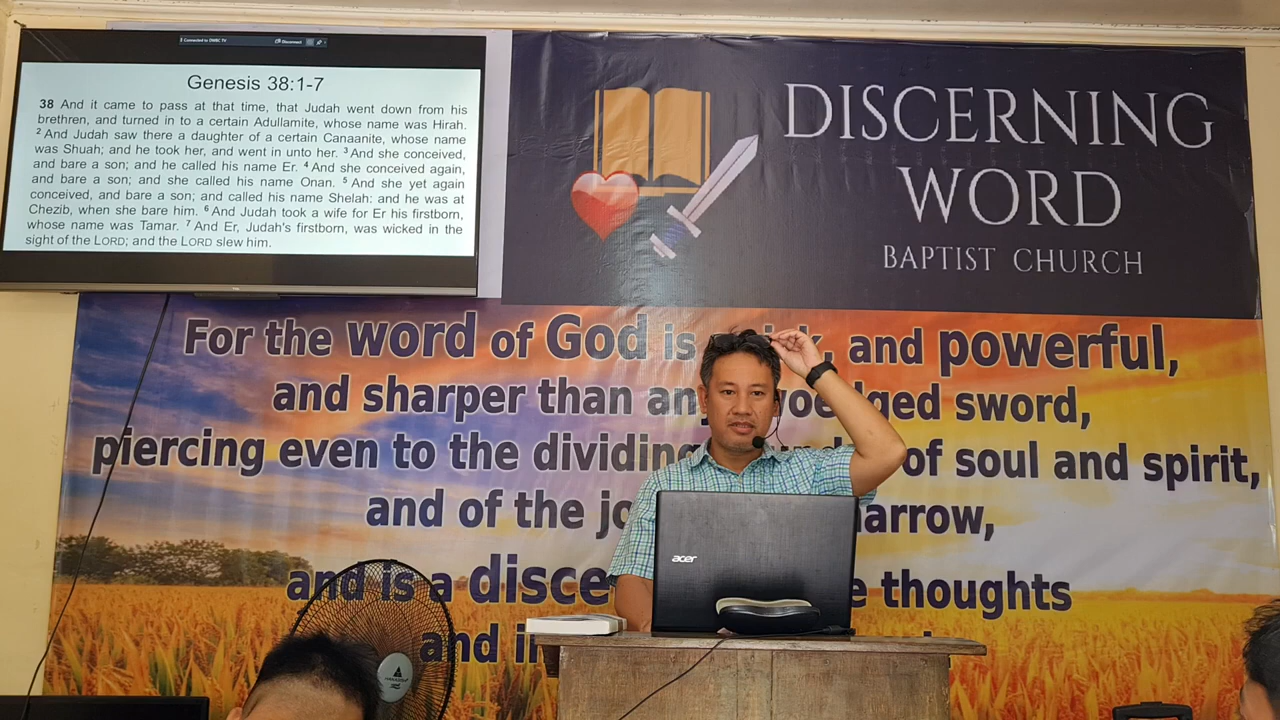 Connected to DWBC TV
Disconnect
Genesis 38:1-7
38 And it came to pass at that time, that Judah went down from his
brethren, and turned in to a certain Adullamite, whose name was Hirah.
2 And Judah saw there a daughter of a certain Canaanite, whose name
was Shuah; and he took her, and went in unto her. 3 And she conceived,
and bare a son; and he called his name Er. 4 And she conceived again,
and bare a son; and she called his name Onan. 5 And she yet again
conceived, and bare a son; and called his name Shelah: and he was at
Chezib, when she bare him. 6 And Judah took a wife for Er his firstborn,
whose name was Tamar. 7 And Er, Judah's firstborn, was wicked in the
sight of the LORD; and the LORD slew him.
DISCERNING
WORD
BAPTIST CHURCH
For the word of God is and powerful,
and sharper than sword,
piercing even to the dividing of soul and spirit,
and of the
and is a thoughts
and
acer